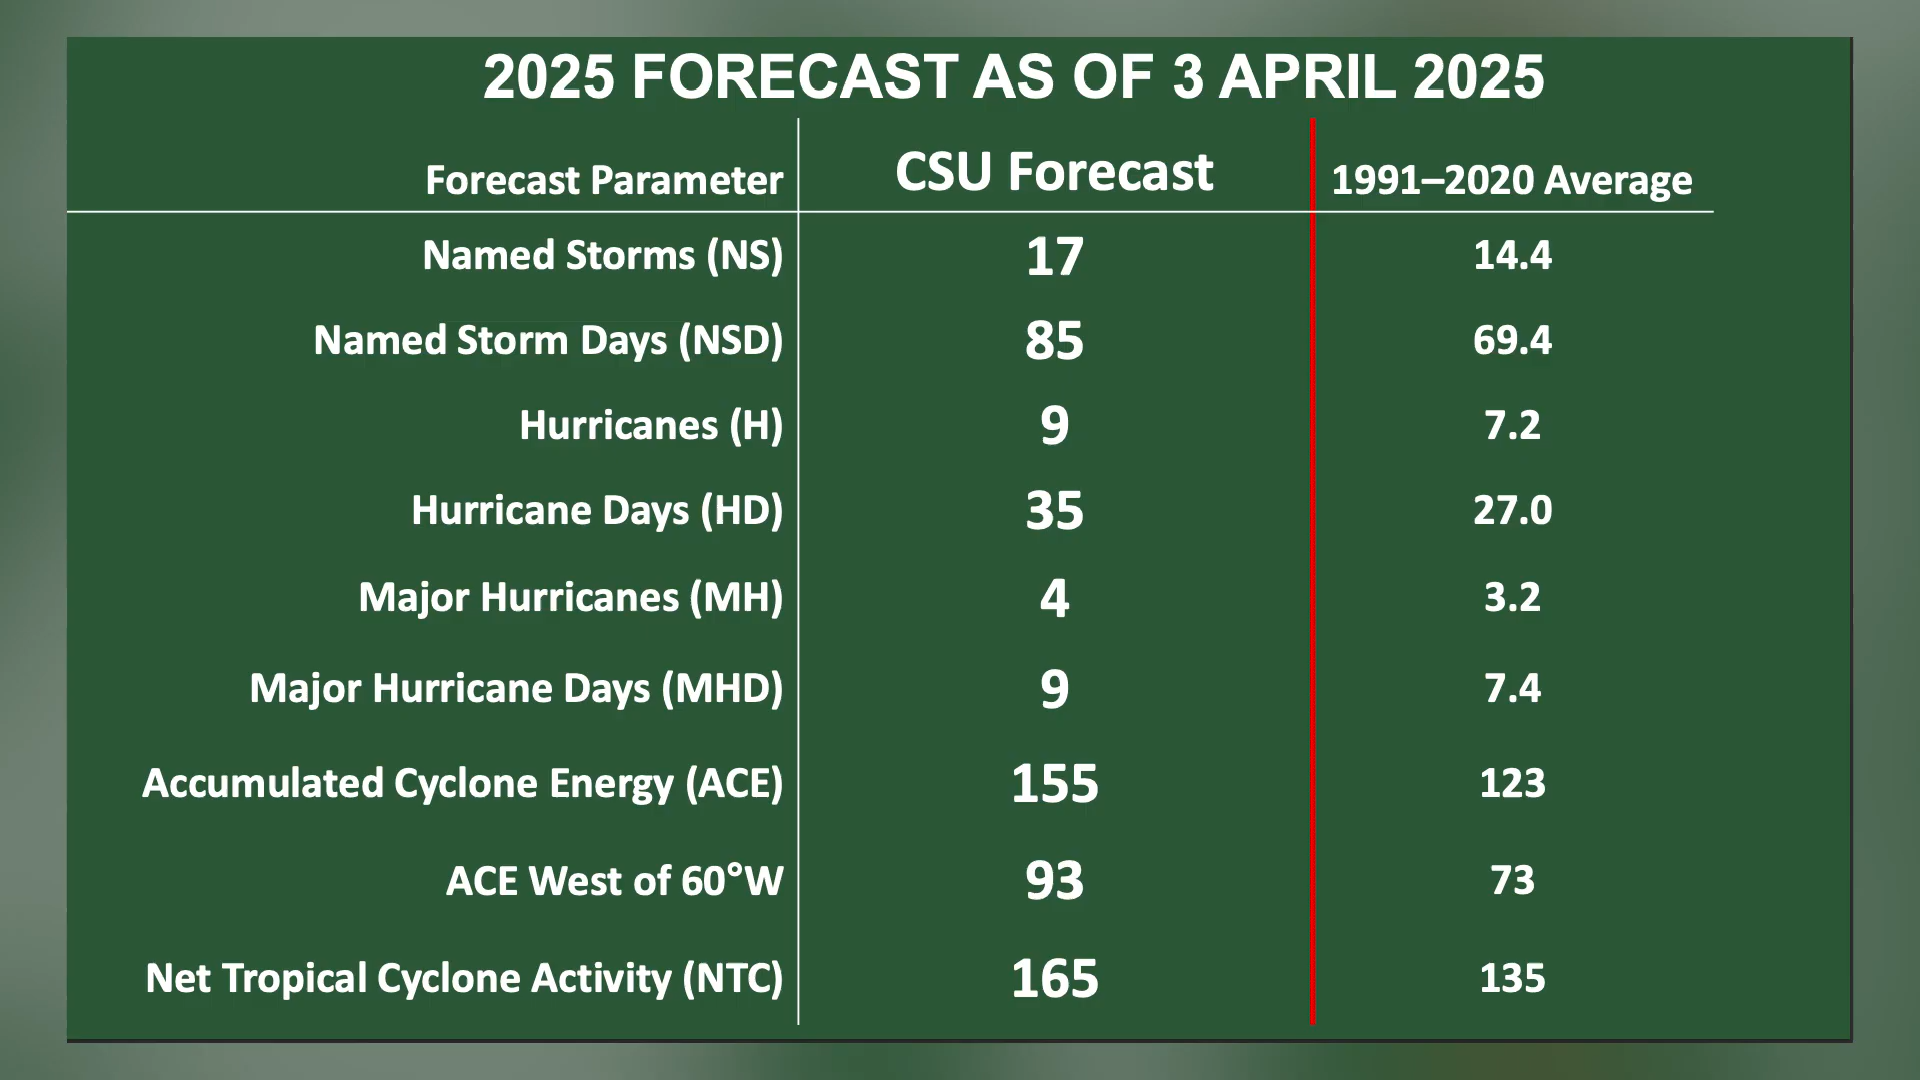 2025 FORECAST AS OF 3 APRIL 2025
Forecast Parameter CSU Forecast 1991–2020 Average
Named Storms (NS) 17 14.4
Named Storm Days (NSD) 85 69.4
Hurricanes (H) 9 7.2
Hurricane Days (HD) 35 27.0
Major Hurricanes (MH) 4 3.2
Major Hurricane Days (MHD) 9 7.4
Accumulated Cyclone Energy (ACE) 155 123
ACE West of 60°W 93 73
Net Tropical Cyclone Activity (NTC) 165 135